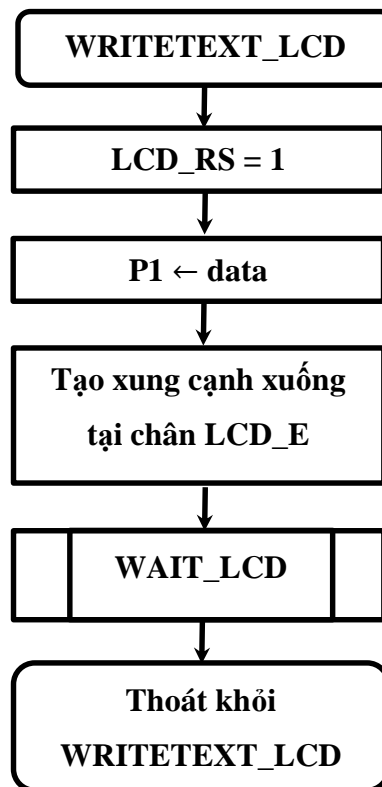 WRITETEXT_LCD
LCD_RS = 1
P1 ← data
Tạo xung cạnh xuống
tại chân LCD_E
WAIT_LCD
Thoát khỏi
WRITETEXT_LCD